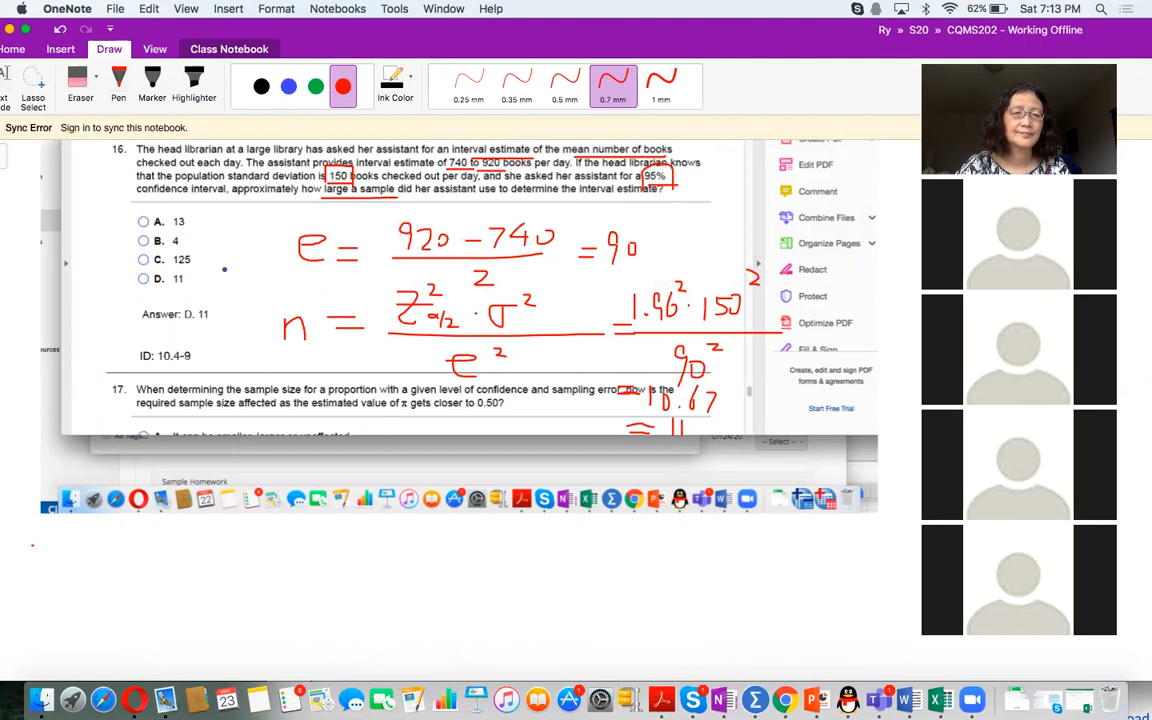 OneNote File Edit View Insert Format Notebooks Tools Window Help 62% Sat 7:13 PM
Ry » S20 » CQMS202 - Working Offline
Home Insert Draw View Class Notebook
Eraser Pen Marker Highlighter Ink Color
Lasso Select
0.25 mm 0.35 mm 0.5 mm 0.7 mm 1 mm
Sync Error Sign in to sync this notebook.
16. The head librarian at a large library has asked her assistant for an interval estimate of the mean number of books
checked out each day. The assistant provides interval estimate of 740 to 920 books per day. If the head librarian knows
that the population standard deviation is 150 books checked out per day, and she asked her assistant for a 95%
confidence interval, approximately how large a sample did her assistant use to determine the interval estimate?
A. 13
B. 4
C. 125
D. 11
Answer: D. 11
ID: 10.4-9
e = 920 - 740 / 2 = 90
n = Z²α/2 · σ² / e² = 1.96² · 150² / 90²
= 10.67
≈ 11
17. When determining the sample size for a proportion with a given level of confidence and sampling error, how is the
required sample size affected as the estimated value of π gets closer to 0.50?
Edit PDF
Comment
Combine Files
Organize Pages
Redact
Protect
Optimize PDF
Fill & Sign
Create, edit and sign PDF
forms & agreements
Start Free Trial
07/24/20
-- Select --
Sample Homework